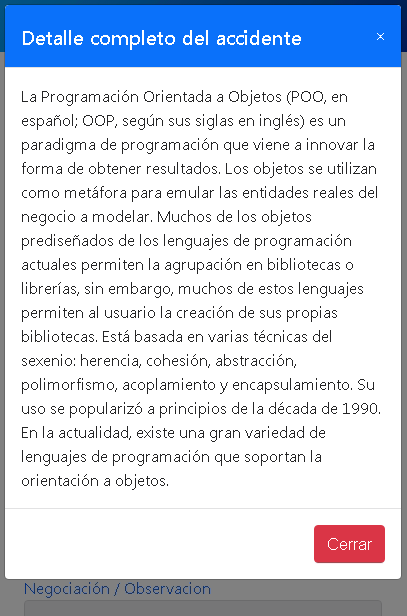 Detalle completo del accidente
×
La Programación Orientada a Objetos (POO, en
español; OOP, según sus siglas en inglés) es un
paradigma de programación que viene a innovar la
forma de obtener resultados. Los objetos se utilizan
como metáfora para emular las entidades reales del
negocio a modelar. Muchos de los objetos
prediseñados de los lenguajes de programación
actuales permiten la agrupación en bibliotecas o
librerías, sin embargo, muchos de estos lenguajes
permiten al usuario la creación de sus propias
bibliotecas. Está basada en varias técnicas del
sexenio: herencia, cohesión, abstracción,
polimorfismo, acoplamiento y encapsulamiento. Su
uso se popularizó a principios de la década de 1990.
En la actualidad, existe una gran variedad de
lenguajes de programación que soportan la
orientación a objetos.
Cerrar
Negociación / Observacion